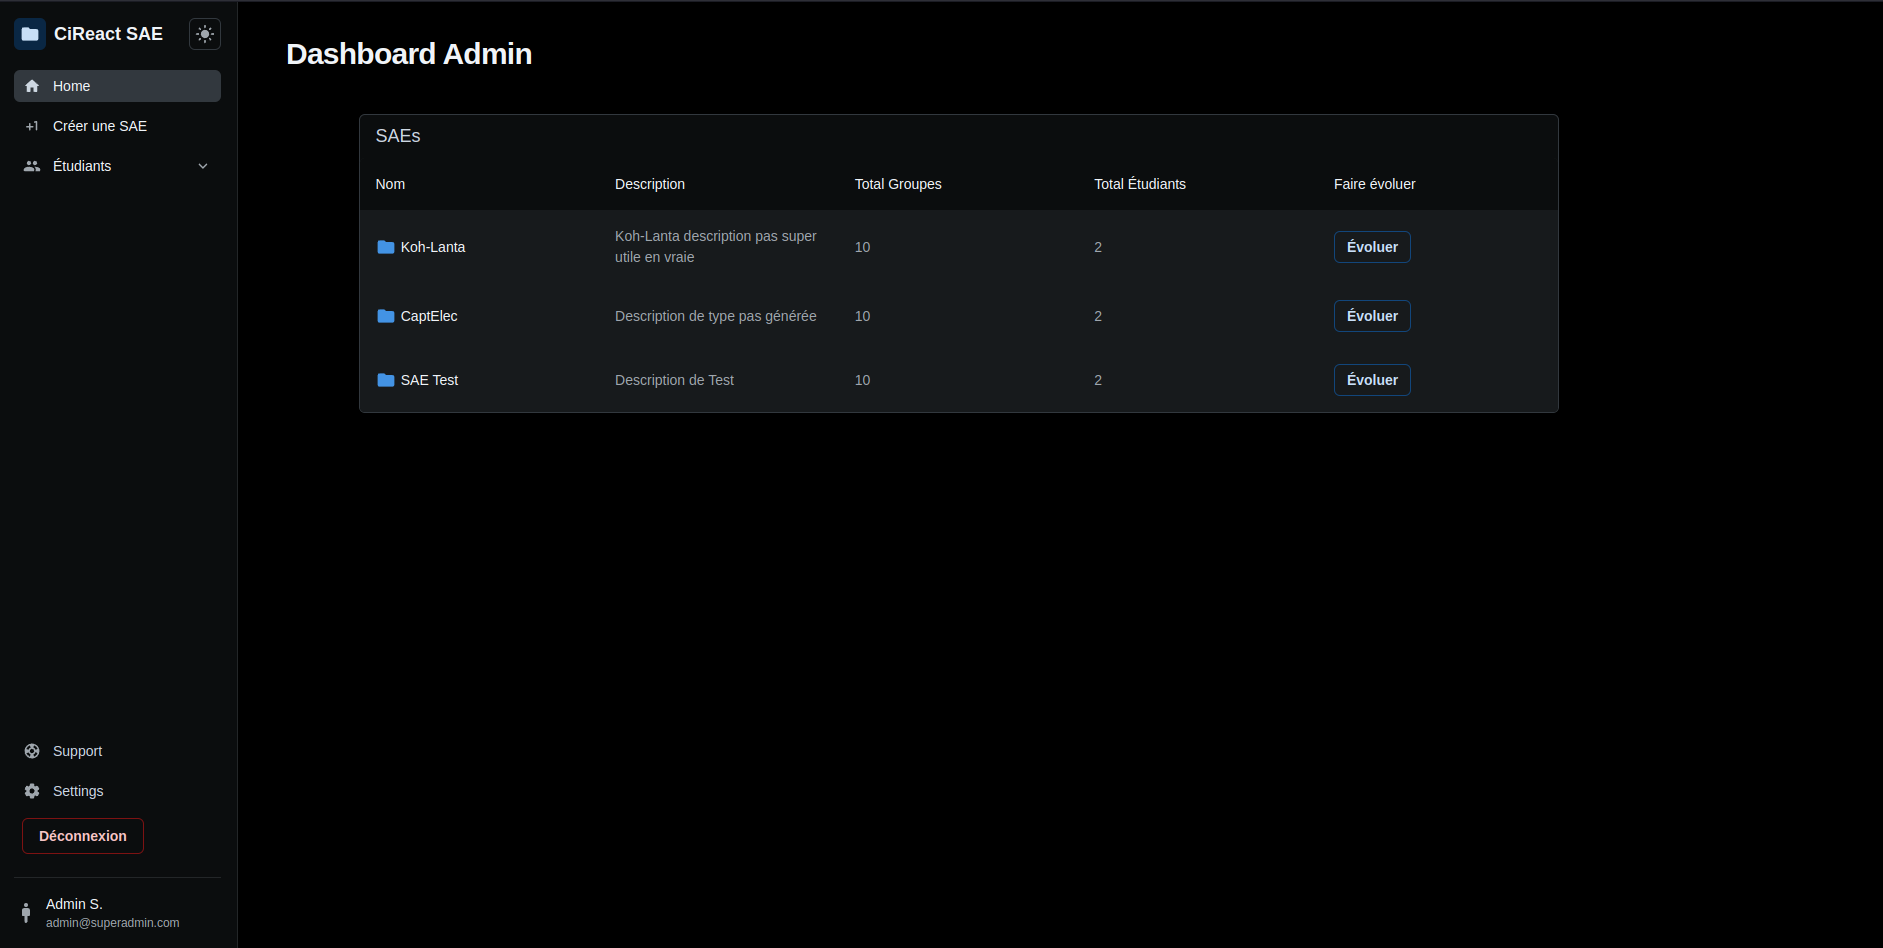 CiReact SAE
Home
+1 Créer une SAE
Étudiants
Support
Settings
Déconnexion
Admin S.
admin@superadmin.com
Dashboard Admin
SAEs
Nom Description Total Groupes Total Étudiants Faire évoluer
Koh-Lanta Koh-Lanta description pas super 10 2 Évoluer
utile en vraie
CaptElec Description de type pas générée 10 2 Évoluer
SAE Test Description de Test 10 2 Évoluer